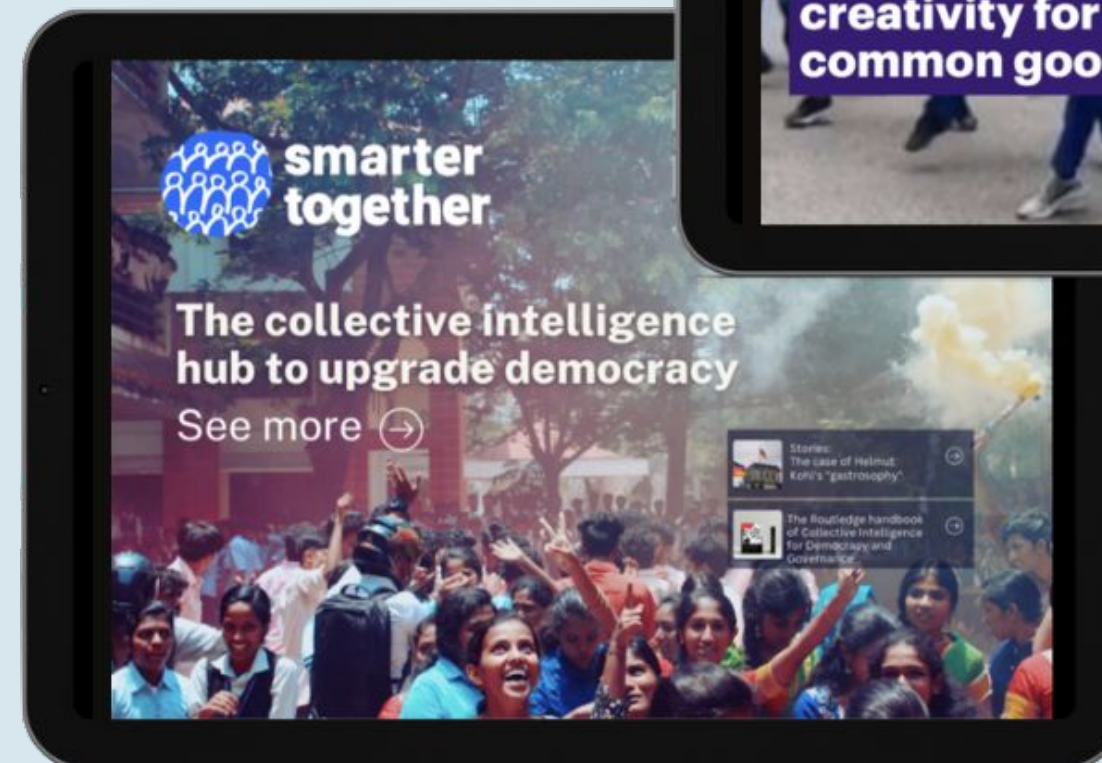 creativity for
common goo
smarter
together
The collective intelligence
hub to upgrade democracy
See more
Stories:
The case of Helmut
Kohl's "gastrosophy"
The Routledge handbook
of Collective Intelligence
for Democracy and
Governance...